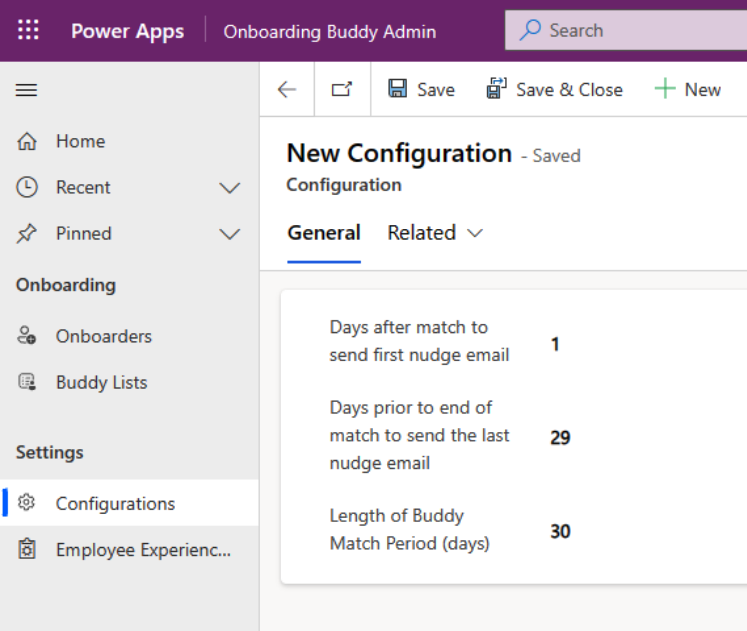 Power Apps
Onboarding Buddy Admin
Search
Save
Save & Close
New
Home
Recent
Pinned
Onboarding
Onboarders
Buddy Lists
Settings
Configurations
Employee Experienc...
New Configuration - Saved
Configuration
General
Related
Days after match to
send first nudge email
1
Days prior to end of
match to send the last
nudge email
29
Length of Buddy
Match Period (days)
30